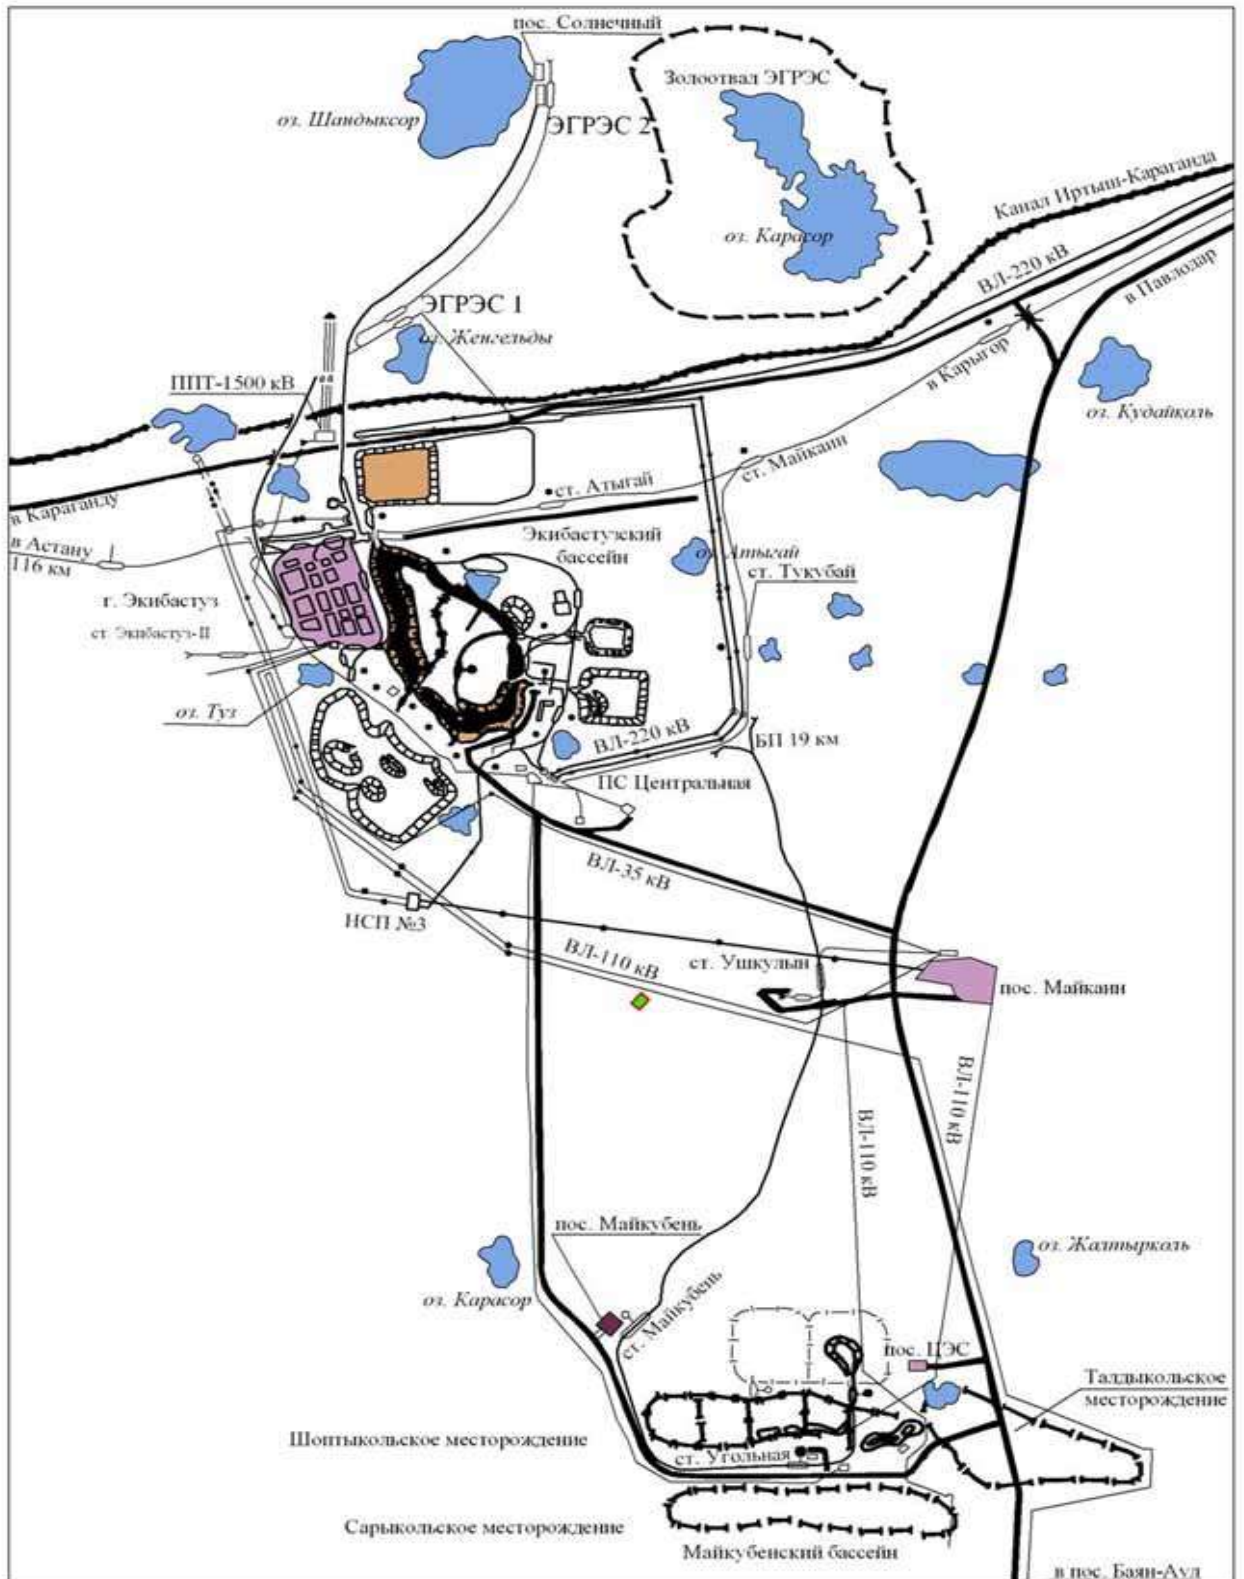 пос. Солнечный
Золоотвал ЭГРЭС
оз. Шандыксор
ЭГРЭС 2
Канал Иртыш-Караганда
оз. Карасор
ВЛ-220 кВ
в Павлодар
ЭГРЭС 1
оз. Женгельды
в Карыгор
ППТ-1500 кВ
оз. Кудайколь
ст. Майкаин
ст. Атыгай
в Караганду
Экибастузский
бассейн
в Астану
116 км
оз. Атыгай
ст. Тукубай
г. Экибастуз
ст. Экибастуз-II
оз. Туз
ВЛ-220 кВ
БП 19 км
ПС Центральная
ВЛ-35 кВ
НСП №3
ВЛ-110 кВ
ст. Ушкулын
пос. Майкаин
ВЛ-110 кВ
ВЛ-110 кВ
пос. Майкубень
оз. Жалтырколь
оз. Карасор
ст. Майкубень
пос. ЦЭС
Талдыкольское
месторождение
Шоптыкольское месторождение
ст. Угольная
Сарыкольское месторождение
Майкубенский бассейн
в пос. Баян-Аул